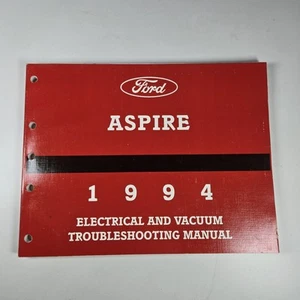 Ford
ASPIRE
1 9 9 4
ELECTRICAL AND VACUUM
TROUBLESHOOTING MANUAL